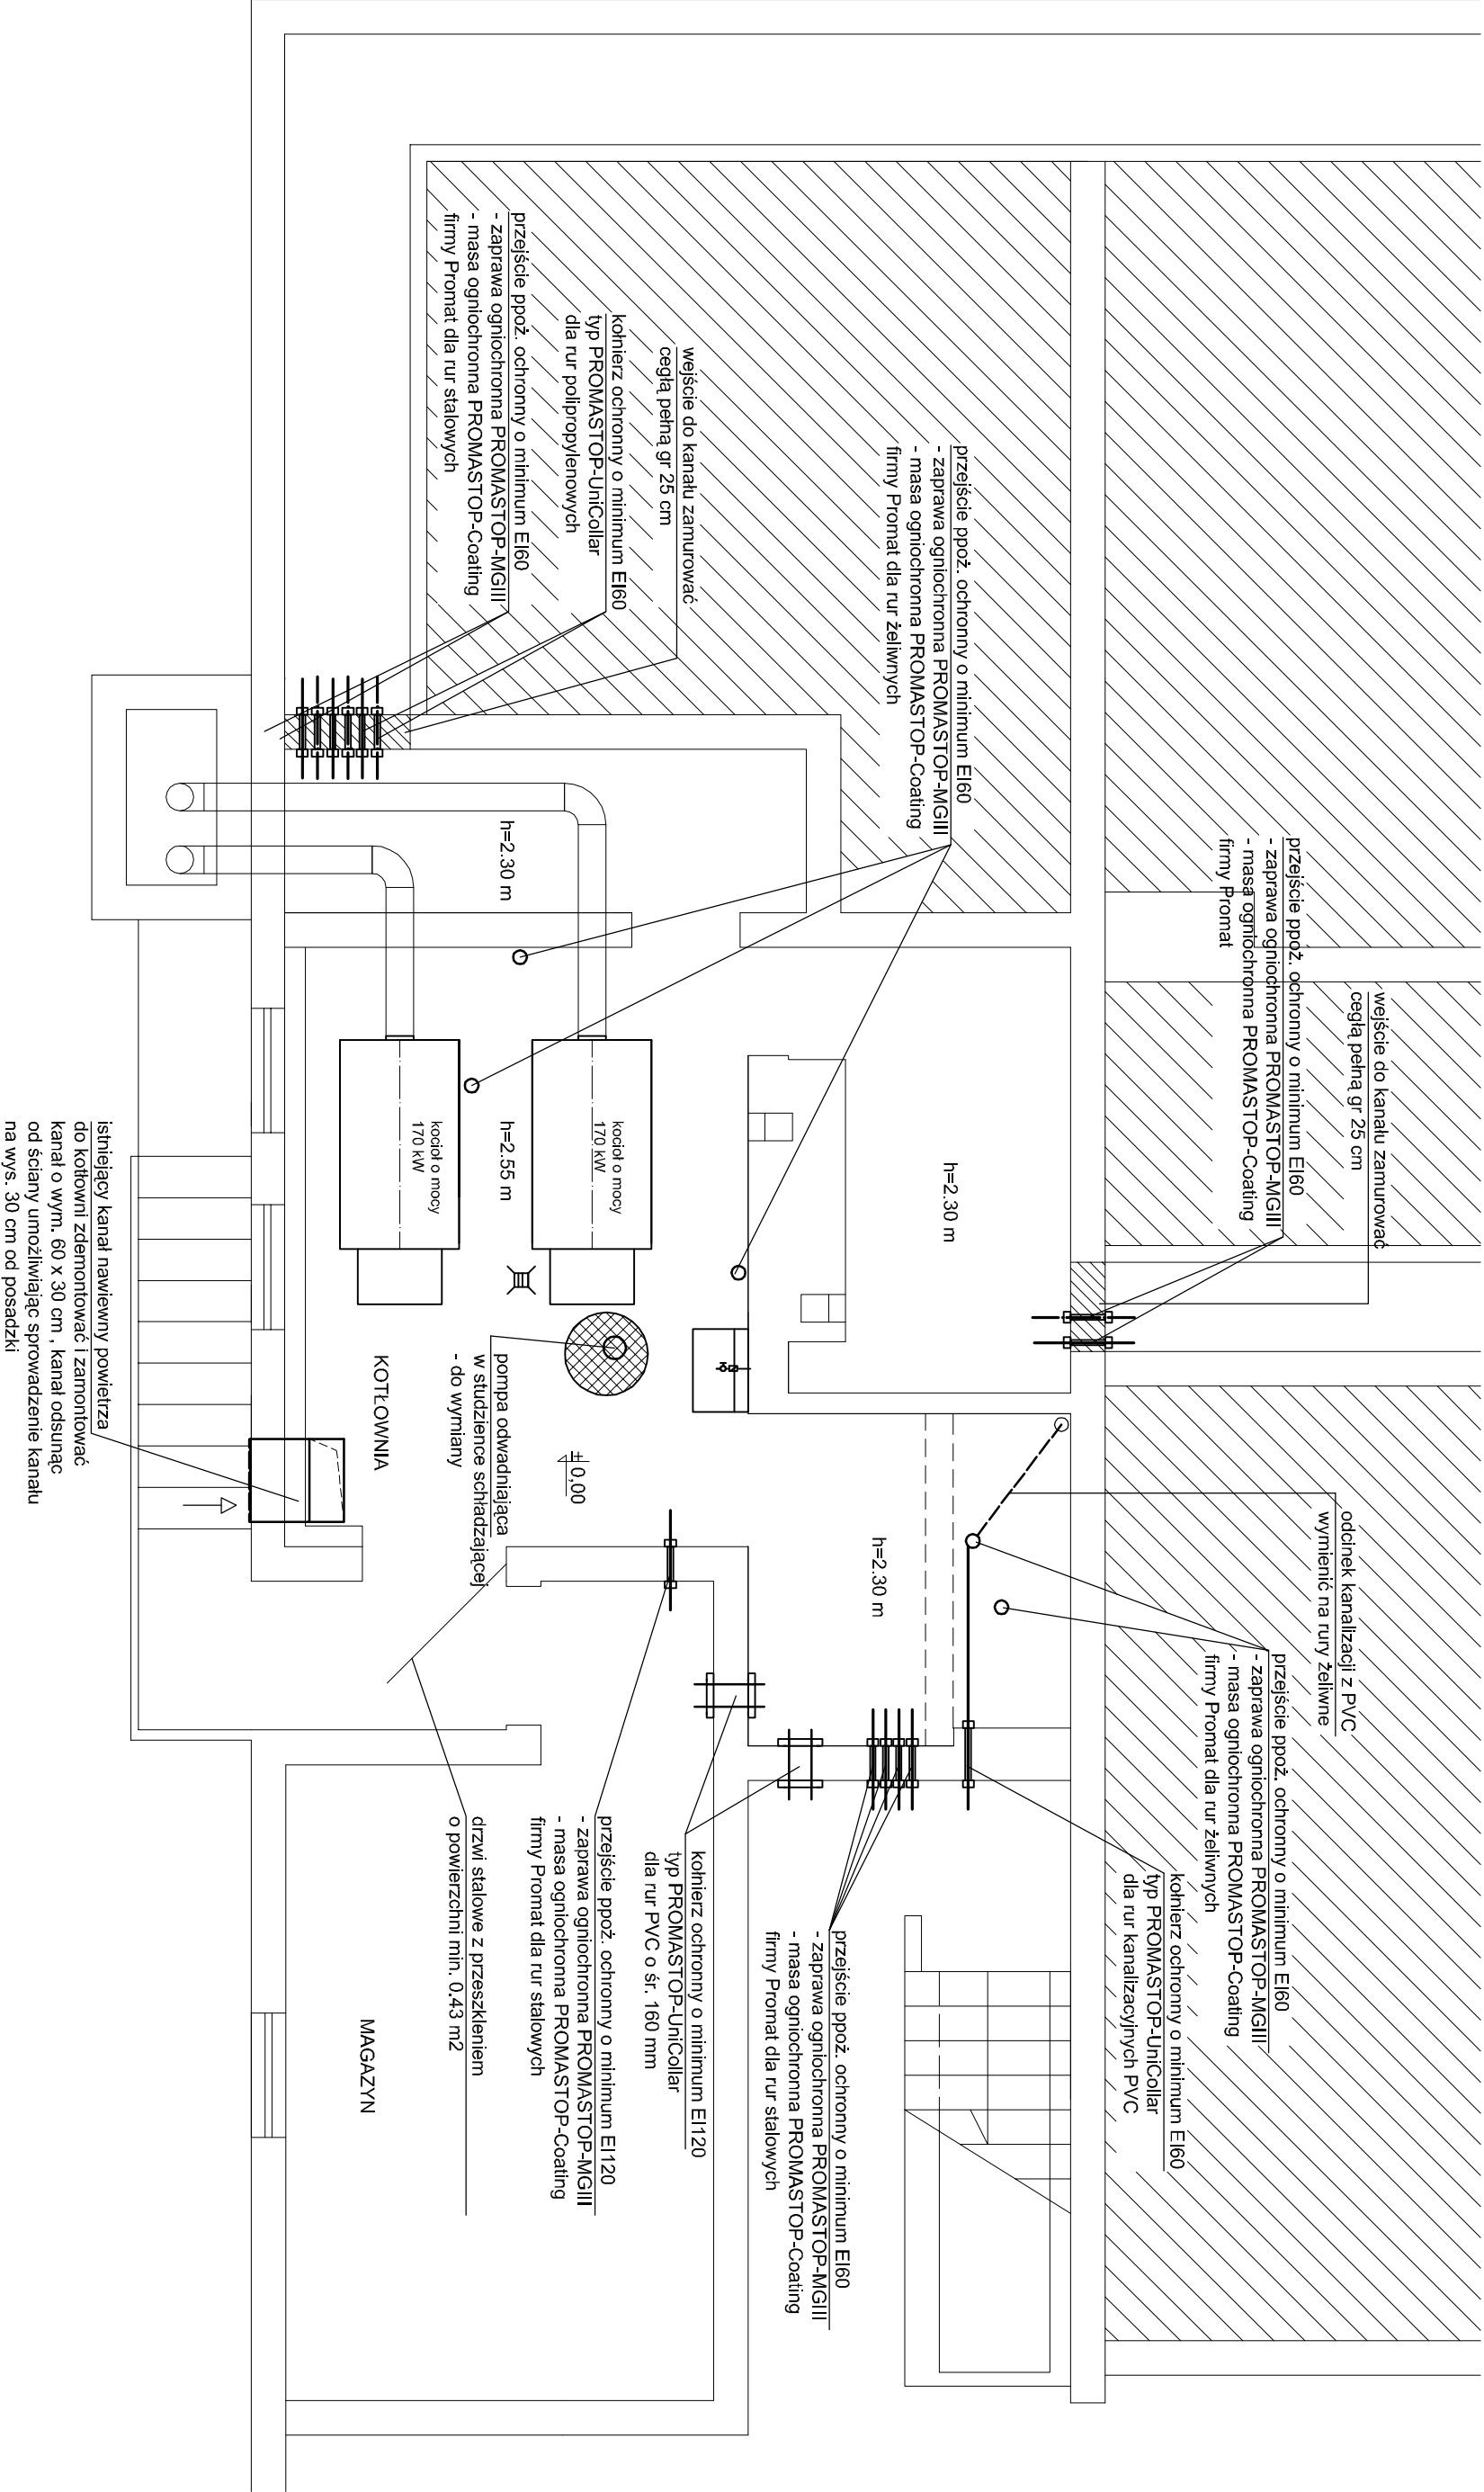 wejście do kanału zamurować
cegłą pełną gr 25 cm
przejście ppoż. ochronny o minimum EI60
- zaprawa ogniochronna PROMASTOP-MGIII
- masa ogniochronna PROMASTOP-Coating
firmy Promat
odcinek kanalizacji z PVC
wymienić na rury żeliwne
przejście ppoż. ochronny o minimum EI60
- zaprawa ogniochronna PROMASTOP-MGIII
- masa ogniochronna PROMASTOP-Coating
firmy Promat dla rur żeliwnych
kołnierz ochronny o minimum EI60
typ PROMASTOP-UniCollar
dla rur kanalizacyjnych PVC
przejście ppoż. ochronny o minimum EI60
- zaprawa ogniochronna PROMASTOP-MGIII
- masa ogniochronna PROMASTOP-Coating
firmy Promat dla rur żeliwnych
h=2.30 m
h=2.30 m
przejście ppoż. ochronny o minimum EI60
- zaprawa ogniochronna PROMASTOP-MGIII
- masa ogniochronna PROMASTOP-Coating
firmy Promat dla rur stalowych
wejście do kanału zamurować
cegłą pełną gr 25 cm
kołnierz ochronny o minimum EI60
typ PROMASTOP-UniCollar
dla rur polipropylenowych
przejście ppoż. ochronny o minimum EI60
- zaprawa ogniochronna PROMASTOP-MGIII
- masa ogniochronna PROMASTOP-Coating
firmy Promat dla rur stalowych
kołnierz ochronny o minimum EI120
typ PROMASTOP-UniCollar
dla rur PVC o śr. 160 mm
przejście ppoż. ochronny o minimum EI120
- zaprawa ogniochronna PROMASTOP-MGIII
- masa ogniochronna PROMASTOP-Coating
firmy Promat dla rur stalowych
kocioł o mocy
170 kW
±0,00
h=2.30 m
h=2.55 m
pompa odwadniająca
w studzience schładzającej
- do wymiany
drzwi stalowe z przeszkleniem
o powierzchni min. 0.43 m2
kocioł o mocy
170 kW
KOTŁOWNIA
MAGAZYN
istniejący kanał nawiewny powietrza
do kotłowni zdemontować i zamontować
kanał o wym. 60 x 30 cm , kanał odsunąc
od ściany umożliwiając sprowadzenie kanału
na wys. 30 cm od posadzki